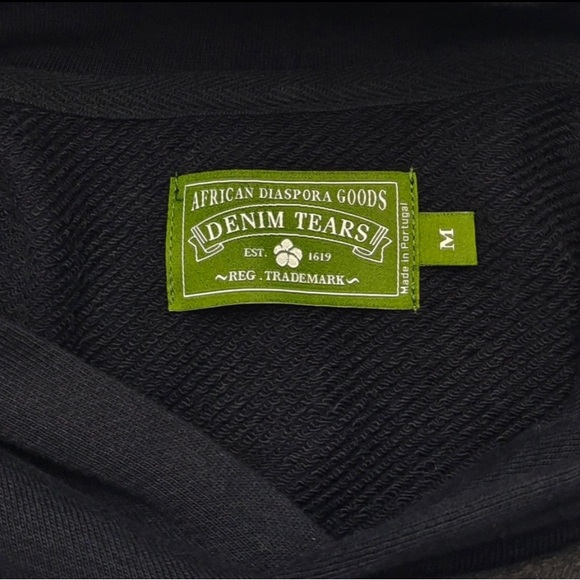 AFRICAN DIASPORA GOODS
DENIM TEARS
EST. 1619
~REG . TRADEMARK~
Made in Portugal
M